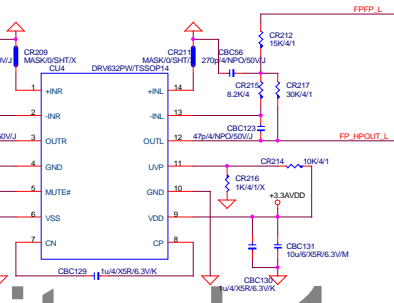 FPFP_L
CR209
MASK/0/SHT/X
CU4
DRV632PW/TSSOP14
CR211
MASK/0/SHT/X
CBC56
270p/4/NPO/50V/J
CR212
15K/4/1
V/J
1
+INR
+INL
14
CR215
8.2K/4
CR217
30K/4/1
2
-INR
-INL
13
CBC123
47p/4/NPO/50V/J
0V/J
3
OUTR
OUTL
12
FP_HPOUT_L
4
GND
UVP
11
CR214
10K/4/1
5
MUTE#
GND
10
CR216
1K/4/1/X
+3.3AVDD
6
VSS
VDD
9
7
CN
CP
8
CBC131
10u/6/X5R/6.3V/M
CBC129
1u/4/X5R/6.3V/K
CBC130
1u/4/X5R/6.3V/K